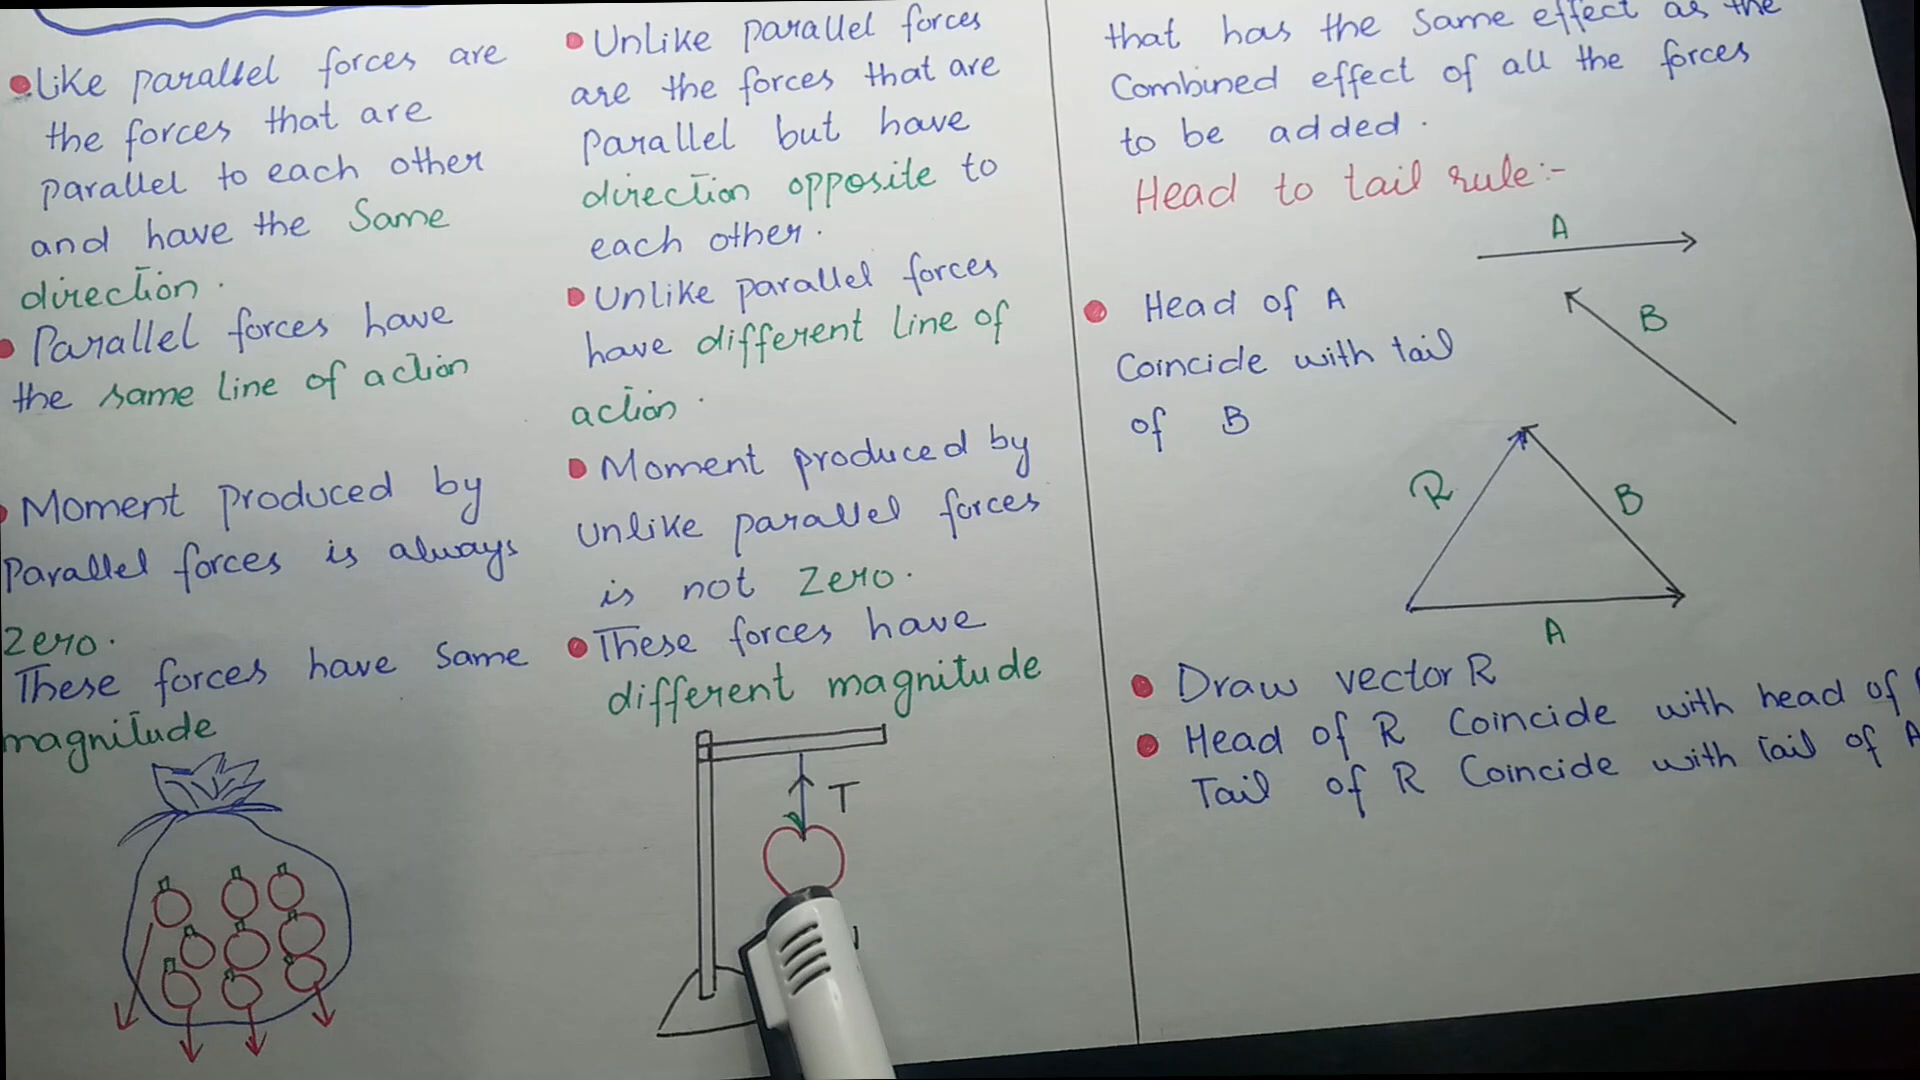 Like parallel forces are
the forces that are
parallel to each other
and have the Same
direction.
Parallel forces have
the same line of action
Moment produced by
Parallel forces is always
zero.
These forces have same
magnitude
Unlike parallel forces
are the forces that are
parallel but have
direction opposite to
each other.
Unlike parallel forces
have different line of
action.
Moment produced by
unlike parallel forces
is not zero.
These forces have
different magnitude
T
that has the same effect as the
Combined effect of all the forces
to be added.
Head to tail rule:-
A
Head of A
Coincide with tail
of B
B
R
B
A
Draw vector R
Head of R Coincide with head of
Tail of R Coincide with tail of A